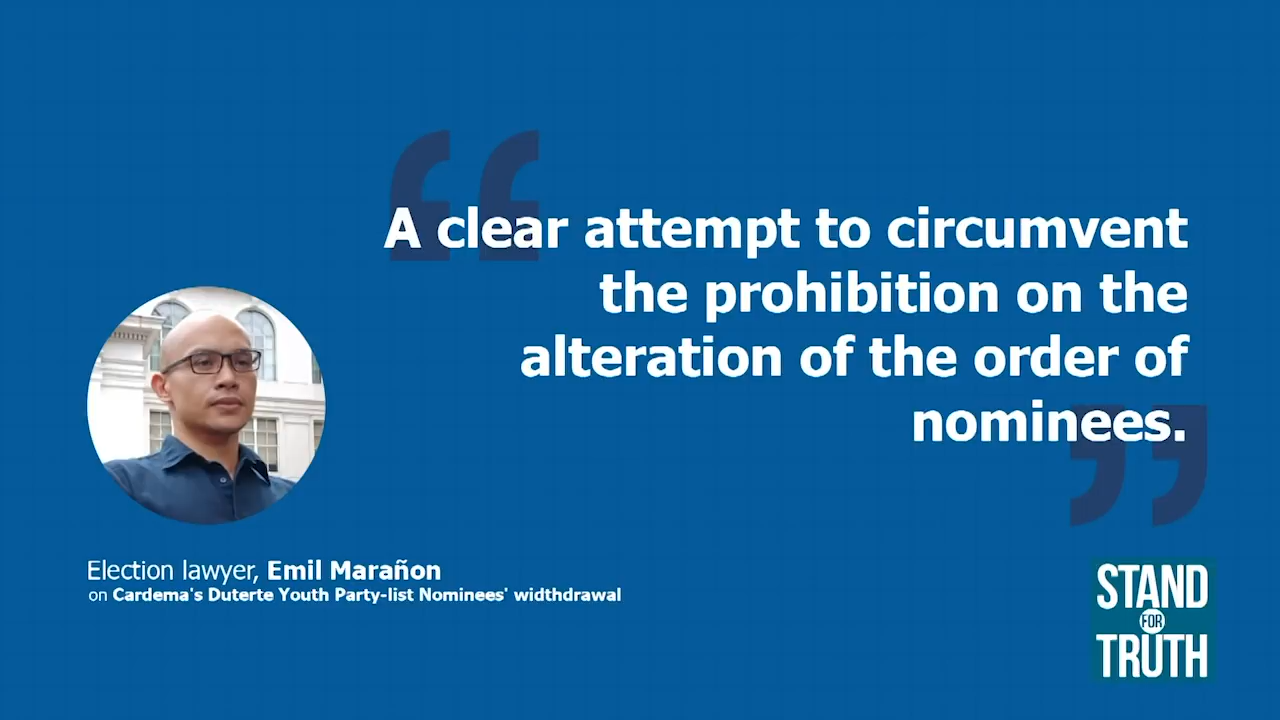 A clear attempt to circumvent
the prohibition on the
alteration of the order of
nominees.
Election lawyer, Emil Marañon
on Cardema's Duterte Youth Party-list Nominees' widthdrawal
STAND
FOR
TRUTH